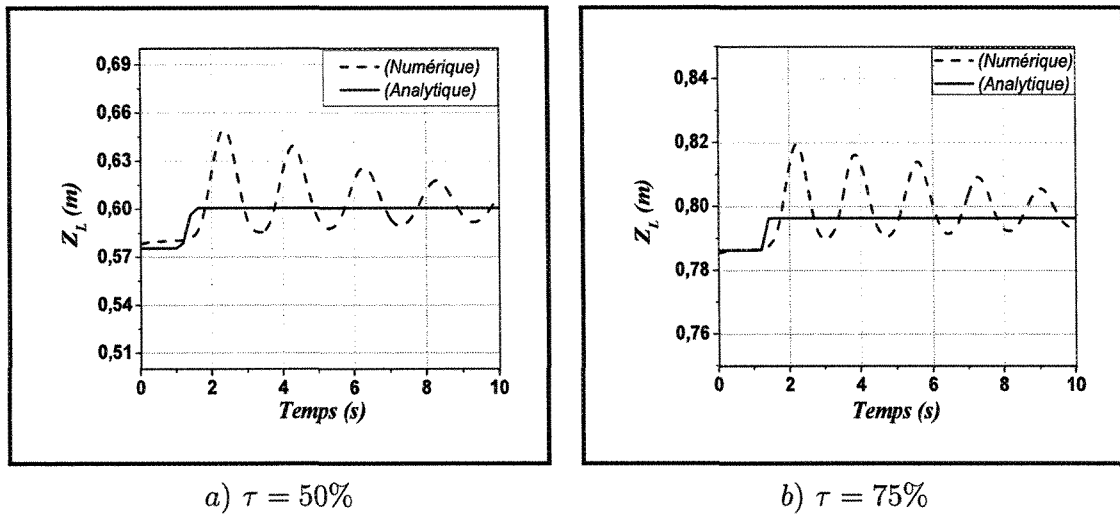 0,69
0,66
0,63
0,60
0,57
0,54
0,51
Z_L (m)
(Numérique)
(Analytique)
0 2 4 6 8 10
Temps (s)
a) τ = 50%
0,84
0,82
0,80
0,78
0,76
Z_L (m)
(Numérique)
(Analytique)
0 2 4 6 8 10
Temps (s)
b) τ = 75%